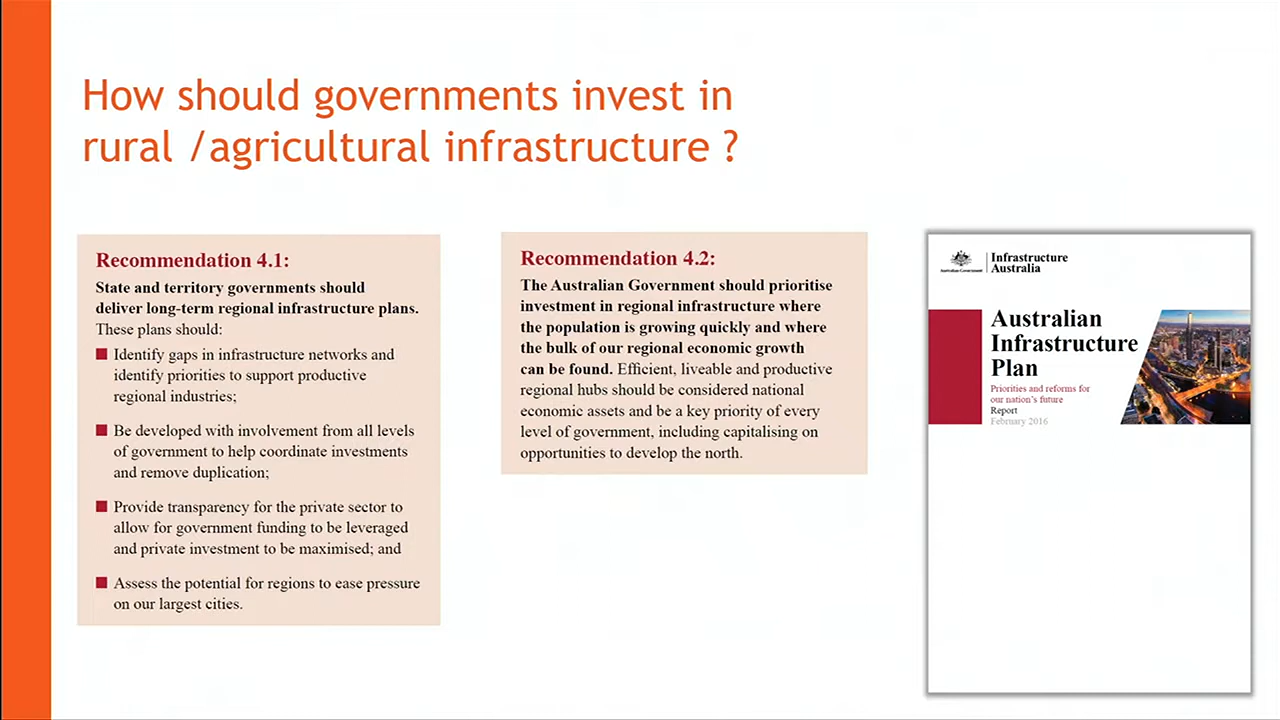 How should governments invest in
rural /agricultural infrastructure ?
Recommendation 4.1:
State and territory governments should
deliver long-term regional infrastructure plans.
These plans should:
Identify gaps in infrastructure networks and
identify priorities to support productive
regional industries;
Be developed with involvement from all levels
of government to help coordinate investments
and remove duplication;
Provide transparency for the private sector to
allow for government funding to be leveraged
and private investment to be maximised; and
Assess the potential for regions to ease pressure
on our largest cities.
Recommendation 4.2:
The Australian Government should prioritise
investment in regional infrastructure where
the population is growing quickly and where
the bulk of our regional economic growth
can be found. Efficient, liveable and productive
regional hubs should be considered national
economic assets and be a key priority of every
level of government, including capitalising on
opportunities to develop the north.
Australian Government
Infrastructure
Australia
Australian
Infrastructure
Plan
Priorities and reforms for
our nation's future
Report
February 2016